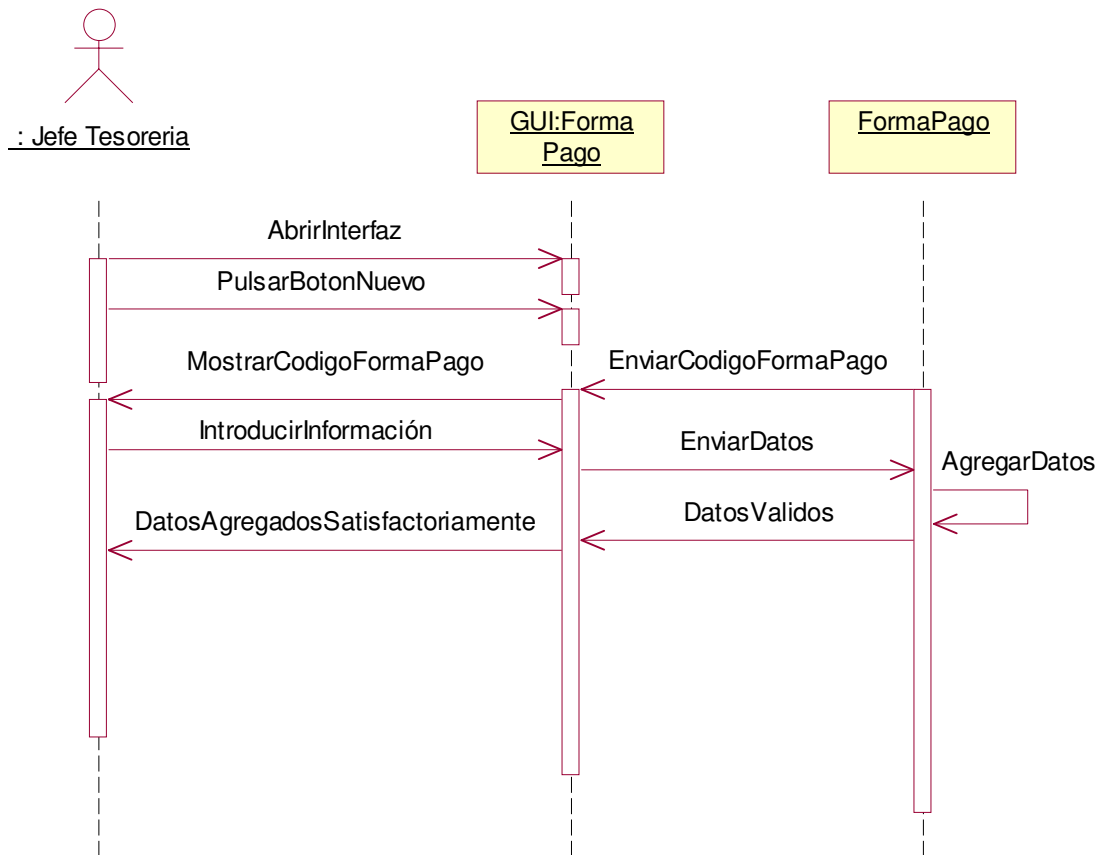 : Jefe Tesoreria
GUI:Forma
Pago
FormaPago
AbrirInterfaz
PulsarBotonNuevo
MostrarCodigoFormaPago
EnviarCodigoFormaPago
IntroducirInformación
EnviarDatos
AgregarDatos
DatosAgregadosSatisfactoriamente
DatosValidos